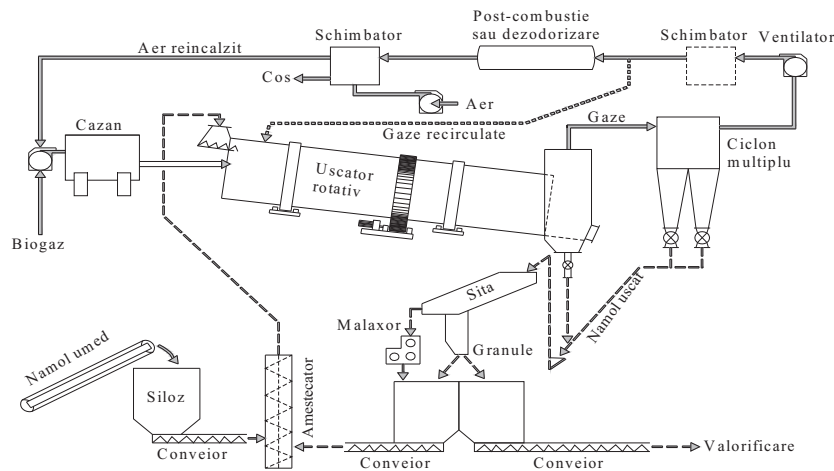 Post-combustie
sau dezodorizare
Schimbator
Schimbator
Ventilator
Aer reincalzit
Cos
Aer
Gaze recirculate
Gaze
Cazan
Ciclon
multiplu
Uscator
rotativ
Biogaz
Sita
Namol uscat
Malaxor
Granule
Namol umed
Siloz
Amestecator
Conveior
Conveior
Conveior
Valorificare